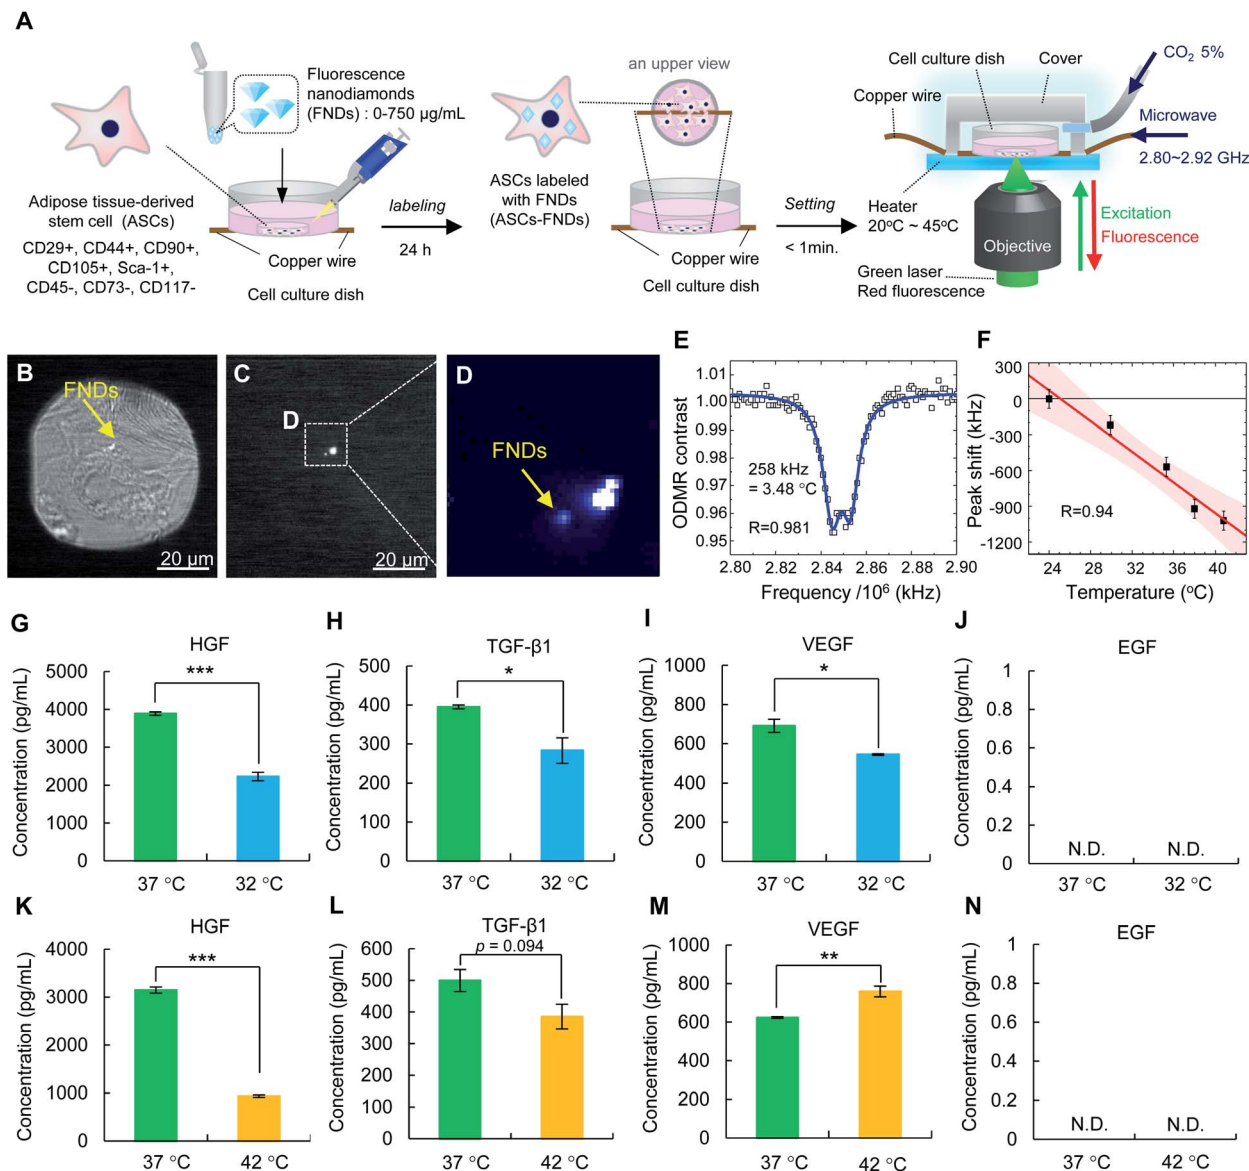 A
Fluorescence
nanodiamonds
(FNDs) : 0-750 µg/mL
Adipose tissue-derived
stem cell (ASCs)
CD29+, CD44+, CD90+,
CD105+, Sca-1+,
CD45-, CD73-, CD117-
Copper wire
Cell culture dish
labeling
24 h
an upper view
ASCs labeled
with FNDs
(ASCs-FNDs)
Copper wire
Cell culture dish
Setting
< 1min.
Cell culture dish
Cover
CO2 5%
Copper wire
Microwave
2.80~2.92 GHz
Heater
20°C ~ 45°C
Objective
Excitation
Fluorescence
Green laser
Red fluorescence
B
FNDs
20 µm
C
D
20 µm
D
FNDs
E
ODMR contrast
1.01
1.00
0.99
0.98
0.97
0.96
0.95
258 kHz
= 3.48 °C
R=0.981
2.80 2.82 2.84 2.86 2.88 2.90
Frequency /10⁶ (kHz)
F
Peak shift (kHz)
300
0
-300
-600
-900
-1200
R=0.94
24 28 32 36 40
Temperature (°C)
G
HGF
Concentration (pg/mL)
5000
4000
3000
2000
1000
0
***
37 °C 32 °C
H
TGF-β1
Concentration (pg/mL)
500
400
300
200
100
0
*
37 °C 32 °C
I
VEGF
Concentration (pg/mL)
1000
800
600
400
200
0
*
37 °C 32 °C
J
EGF
Concentration (pg/mL)
1
0.8
0.6
0.4
0.2
0
N.D. N.D.
37 °C 32 °C
K
HGF
Concentration (pg/mL)
4000
3000
2000
1000
0
***
37 °C 42 °C
L
TGF-β1
p = 0.094
Concentration (pg/mL)
600
500
400
300
200
100
0
37 °C 42 °C
M
VEGF
Concentration (pg/mL)
1000
800
600
400
200
0
**
37 °C 42 °C
N
EGF
Concentration (pg/mL)
1
0.8
0.6
0.4
0.2
0
N.D. N.D.
37 °C 42 °C